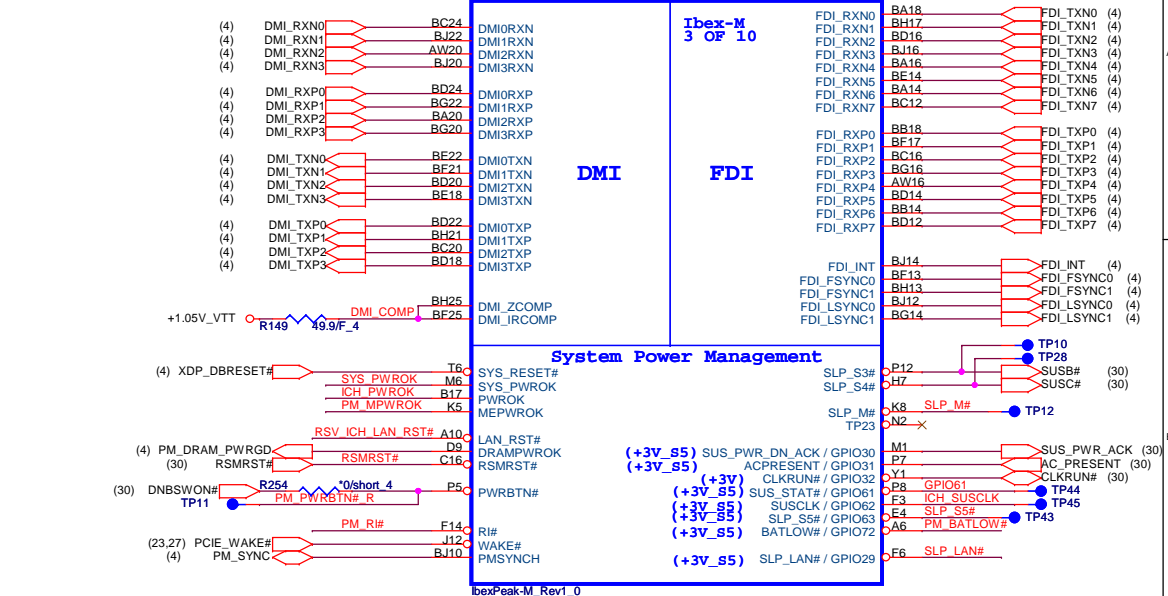 Ibex-M
3 OF 10
DMI
FDI
(4) DMI_RXN0 BC24 DMI0RXN
(4) DMI_RXN1 BJ22 DMI1RXN
(4) DMI_RXN2 AW20 DMI2RXN
(4) DMI_RXN3 BJ20 DMI3RXN
(4) DMI_RXP0 BD24 DMI0RXP
(4) DMI_RXP1 BG22 DMI1RXP
(4) DMI_RXP2 BA20 DMI2RXP
(4) DMI_RXP3 BG20 DMI3RXP
(4) DMI_TXN0 BE22 DMI0TXN
(4) DMI_TXN1 BF21 DMI1TXN
(4) DMI_TXN2 BD20 DMI2TXN
(4) DMI_TXN3 BE18 DMI3TXN
(4) DMI_TXP0 BD22 DMI0TXP
(4) DMI_TXP1 BH21 DMI1TXP
(4) DMI_TXP2 BC20 DMI2TXP
(4) DMI_TXP3 BD18 DMI3TXP
BH25 DMI_ZCOMP
+1.05V_VTT R149 49.9/F_4 DMI_COMP BF25 DMI_IRCOMP
FDI_RXN0 BA18 FDI_TXN0 (4)
FDI_RXN1 BH17 FDI_TXN1 (4)
FDI_RXN2 BD16 FDI_TXN2 (4)
FDI_RXN3 BJ16 FDI_TXN3 (4)
FDI_RXN4 BA16 FDI_TXN4 (4)
FDI_RXN5 BE14 FDI_TXN5 (4)
FDI_RXN6 BA14 FDI_TXN6 (4)
FDI_RXN7 BC12 FDI_TXN7 (4)
FDI_RXP0 BB18 FDI_TXP0 (4)
FDI_RXP1 BF17 FDI_TXP1 (4)
FDI_RXP2 BC16 FDI_TXP2 (4)
FDI_RXP3 BG16 FDI_TXP3 (4)
FDI_RXP4 AW16 FDI_TXP4 (4)
FDI_RXP5 BD14 FDI_TXP5 (4)
FDI_RXP6 BB14 FDI_TXP6 (4)
FDI_RXP7 BD12 FDI_TXP7 (4)
FDI_INT BJ14 FDI_INT (4)
FDI_FSYNC0 BF13 FDI_FSYNC0 (4)
FDI_FSYNC1 BH13 FDI_FSYNC1 (4)
FDI_LSYNC0 BJ12 FDI_LSYNC0 (4)
FDI_LSYNC1 BG14 FDI_LSYNC1 (4)
System Power Management
(4) XDP_DBRESET# T6 SYS_RESET#
SYS_PWROK M6 SYS_PWROK
ICH_PWROK B17 PWROK
PM_MPWROK K5 MEPWROK
RSV_ICH_LAN_RST# A10 LAN_RST#
(4) PM_DRAM_PWRGD D9 DRAMPWROK
(30) RSMRST# RSMRST# C16 RSMRST#
(30) DNBSWON# R254 *0/short_4 P5 PWRBTN#
TP11 PM_PWRBTN#_R
PM_RI# F14 RI#
(23,27) PCIE_WAKE# J12 WAKE#
(4) PM_SYNC BJ10 PMSYNCH
TP10
TP28
SLP_S3# P12 SUSB# (30)
SLP_S4# H7 SUSC# (30)
SLP_M# K8 SLP_M# TP12
TP23 N2
(+3V_S5) SUS_PWR_DN_ACK / GPIO30 M1 SUS_PWR_ACK (30)
(+3V_S5) ACPRESENT / GPIO31 P7 AC_PRESENT (30)
(+3V) CLKRUN# / GPIO32 Y1 CLKRUN# (30)
(+3V_S5) SUS_STAT# / GPIO61 P8 GPIO61 TP44
(+3V_S5) SUSCLK / GPIO62 F3 ICH_SUSCLK TP45
(+3V_S5) SLP_S5# / GPIO63 E4 SLP_S5# TP43
(+3V_S5) BATLOW# / GPIO72 A6 PM_BATLOW#
(+3V_S5) SLP_LAN# / GPIO29 F6 SLP_LAN#
IbexPeak-M_Rev1_0